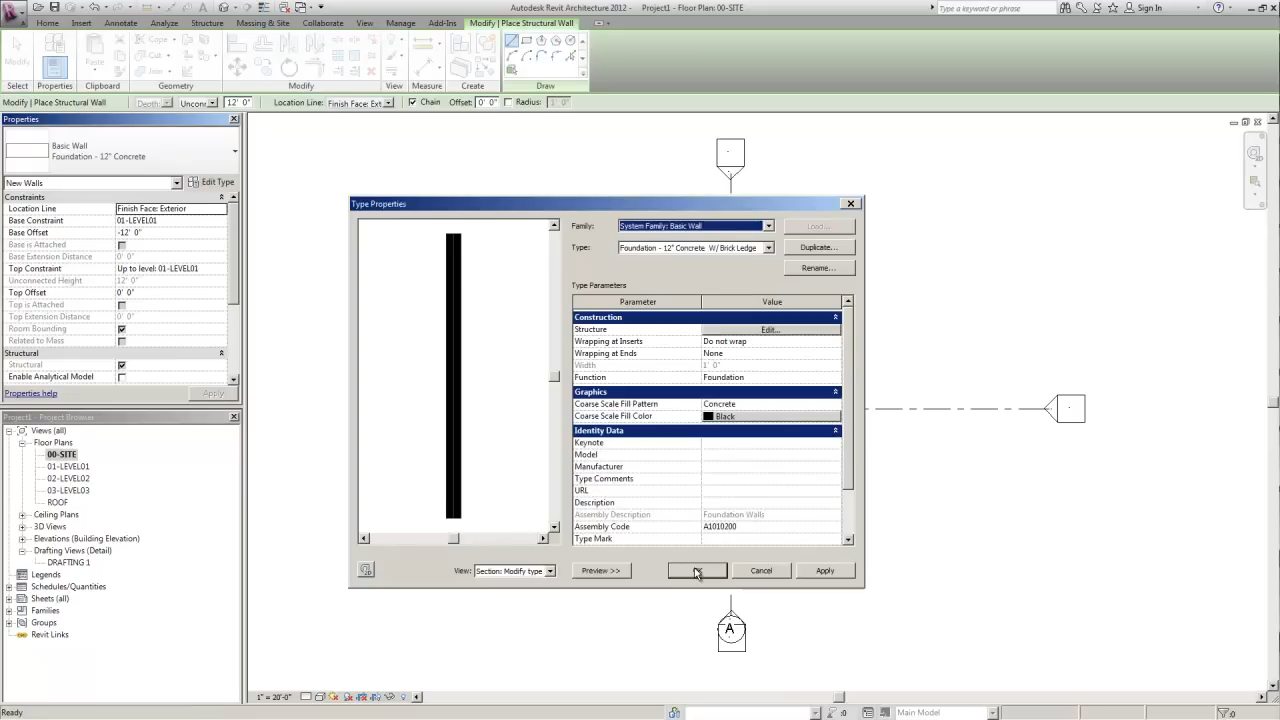 Autodesk Revit Architecture 2012 - Project1 - Floor Plan: 00-SITE
Type a keyword or phrase
Sign In
Home Insert Annotate Analyze Structure Massing & Site Collaborate View Manage Add-Ins Modify | Place Structural Wall
Modify Paste Cope Cut Join
Select Properties Clipboard Geometry Modify View Measure Create Draw
Modify | Place Structural Wall Depth: Uncon: 12' 0" Location Line: Finish Face: Ext Chain Offset: 0' 0" Radius: 1' 0"
Properties
Basic Wall
Foundation - 12" Concrete
New Walls Edit Type
Constraints
Location Line Finish Face: Exterior
Base Constraint 01-LEVEL01
Base Offset -12' 0"
Base is Attached
Base Extension Distance 0' 0"
Top Constraint Up to level: 01-LEVEL01
Unconnected Height 12' 0"
Top Offset 0' 0"
Top is Attached
Top Extension Distance 0' 0"
Room Bounding
Related to Mass
Structural
Structural
Enable Analytical Model
Properties help Apply
Project1 - Project Browser
Views (all)
Floor Plans
00-SITE
01-LEVEL01
02-LEVEL02
03-LEVEL03
ROOF
Ceiling Plans
3D Views
Elevations (Building Elevation)
Drafting Views (Detail)
DRAFTING 1
Legends
Schedules/Quantities
Sheets (all)
Families
Groups
Revit Links
Type Properties
Family: System Family: Basic Wall Load...
Type: Foundation - 12" Concrete W/ Brick Ledge Duplicate...
Rename...
Type Parameters
Parameter Value
Construction
Structure Edit...
Wrapping at Inserts Do not wrap
Wrapping at Ends None
Width 1' 0"
Function Foundation
Graphics
Coarse Scale Fill Pattern Concrete
Coarse Scale Fill Color Black
Identity Data
Keynote
Model
Manufacturer
Type Comments
URL
Description
Assembly Description Foundation Walls
Assembly Code A1010200
Type Mark
View: Section: Modify type Preview >> Cancel Apply
A
1" = 20'-0"
Ready :0 Main Model :0